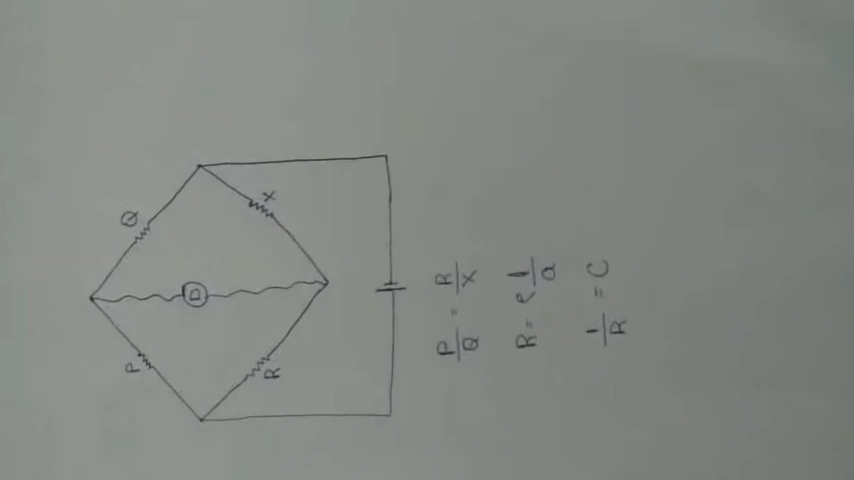 P Q
D
R X
P/Q = R/X
R = ρ l/a
1/R = C